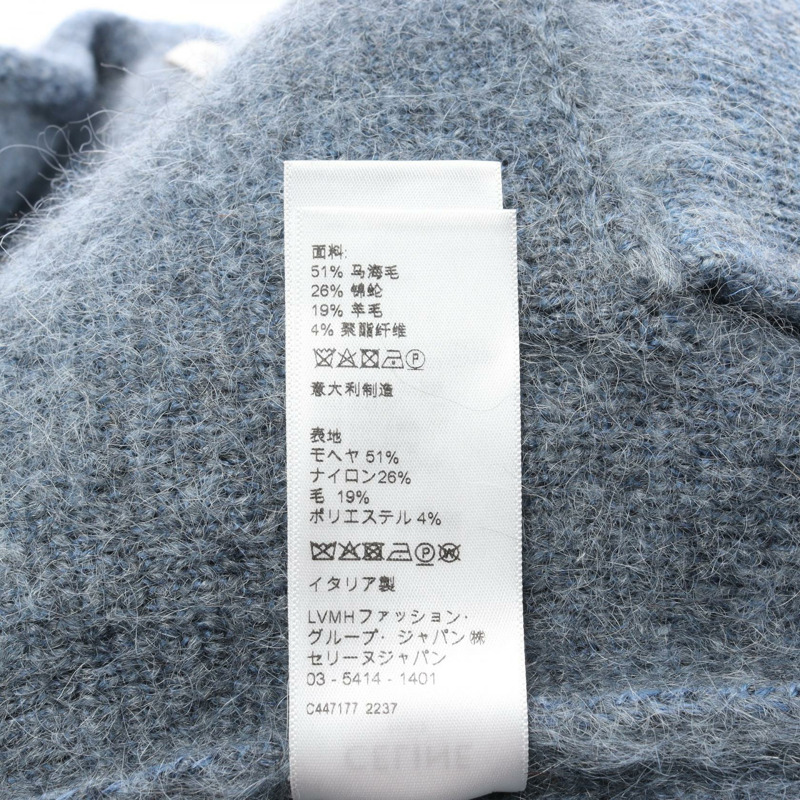 面料:
51% 马海毛
26% 锦纶
19% 羊毛
4% 聚酯纤维
P
意大利制造
表地
モヘヤ 51%
ナイロン26%
毛 19%
ポリエステル 4%
P W
イタリア製
LVMHファッション・
グループ・ジャパン㈱
セリーヌジャパン
03 - 5414 - 1401
C447177 2237
CELINE